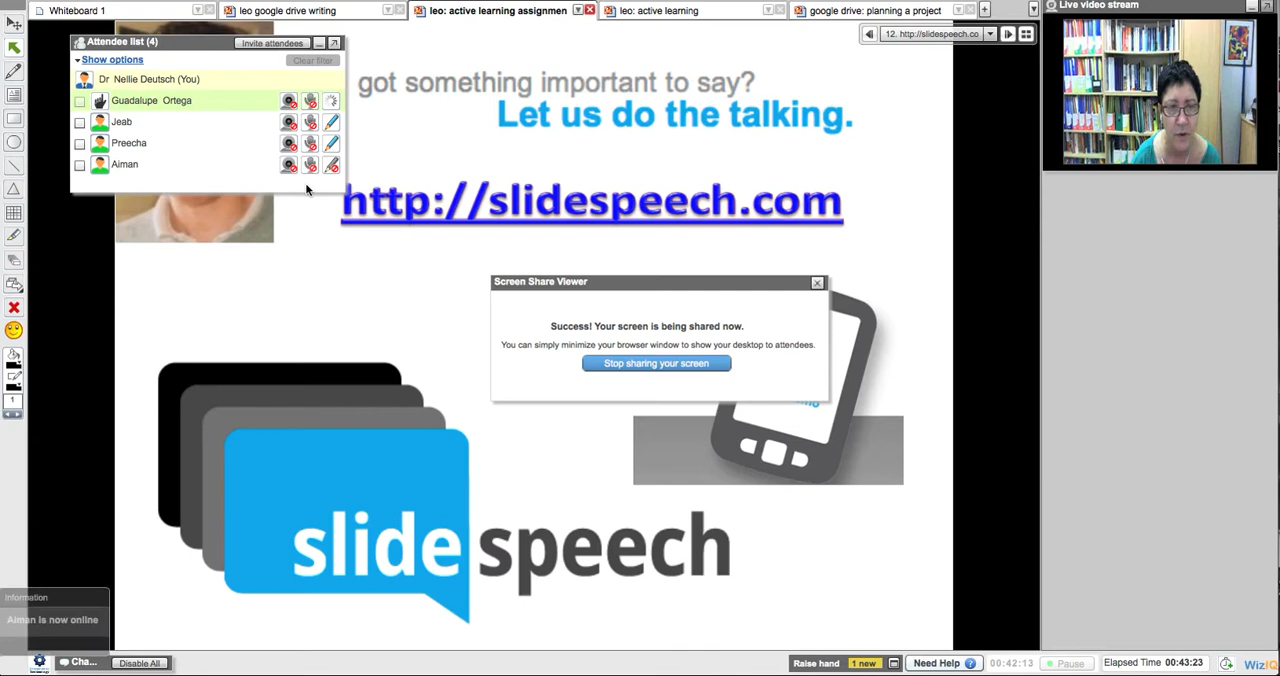 Whiteboard 1
leo google drive writing
leo: active learning assignmen
leo: active learning
google drive: planning a project
Live video stream
Attendee list (4)
Invite attendees
Show options
Clear filter
Dr Nellie Deutsch (You)
Guadalupe Ortega
Jeab
Preecha
Aiman
12. http://slidespeech.co
got something important to say?
Let us do the talking.
http://slidespeech.com
Screen Share Viewer
Success! Your screen is being shared now.
You can simply minimize your browser window to show your desktop to attendees.
Stop sharing your screen
slide speech
1
Information
Aiman is now online
Cha...
Disable All
Raise hand
1 new
Need Help
00:42:13
Pause
Elapsed Time 00:43:23
WizIQ